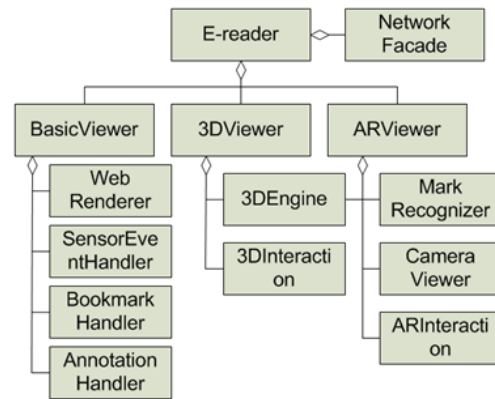 E-reader
Network
Facade
BasicViewer
3DViewer
ARViewer
Web
Renderer
SensorEve
ntHandler
Bookmark
Handler
Annotation
Handler
3DEngine
3DInteracti
on
Mark
Recognizer
Camera
Viewer
ARInteracti
on